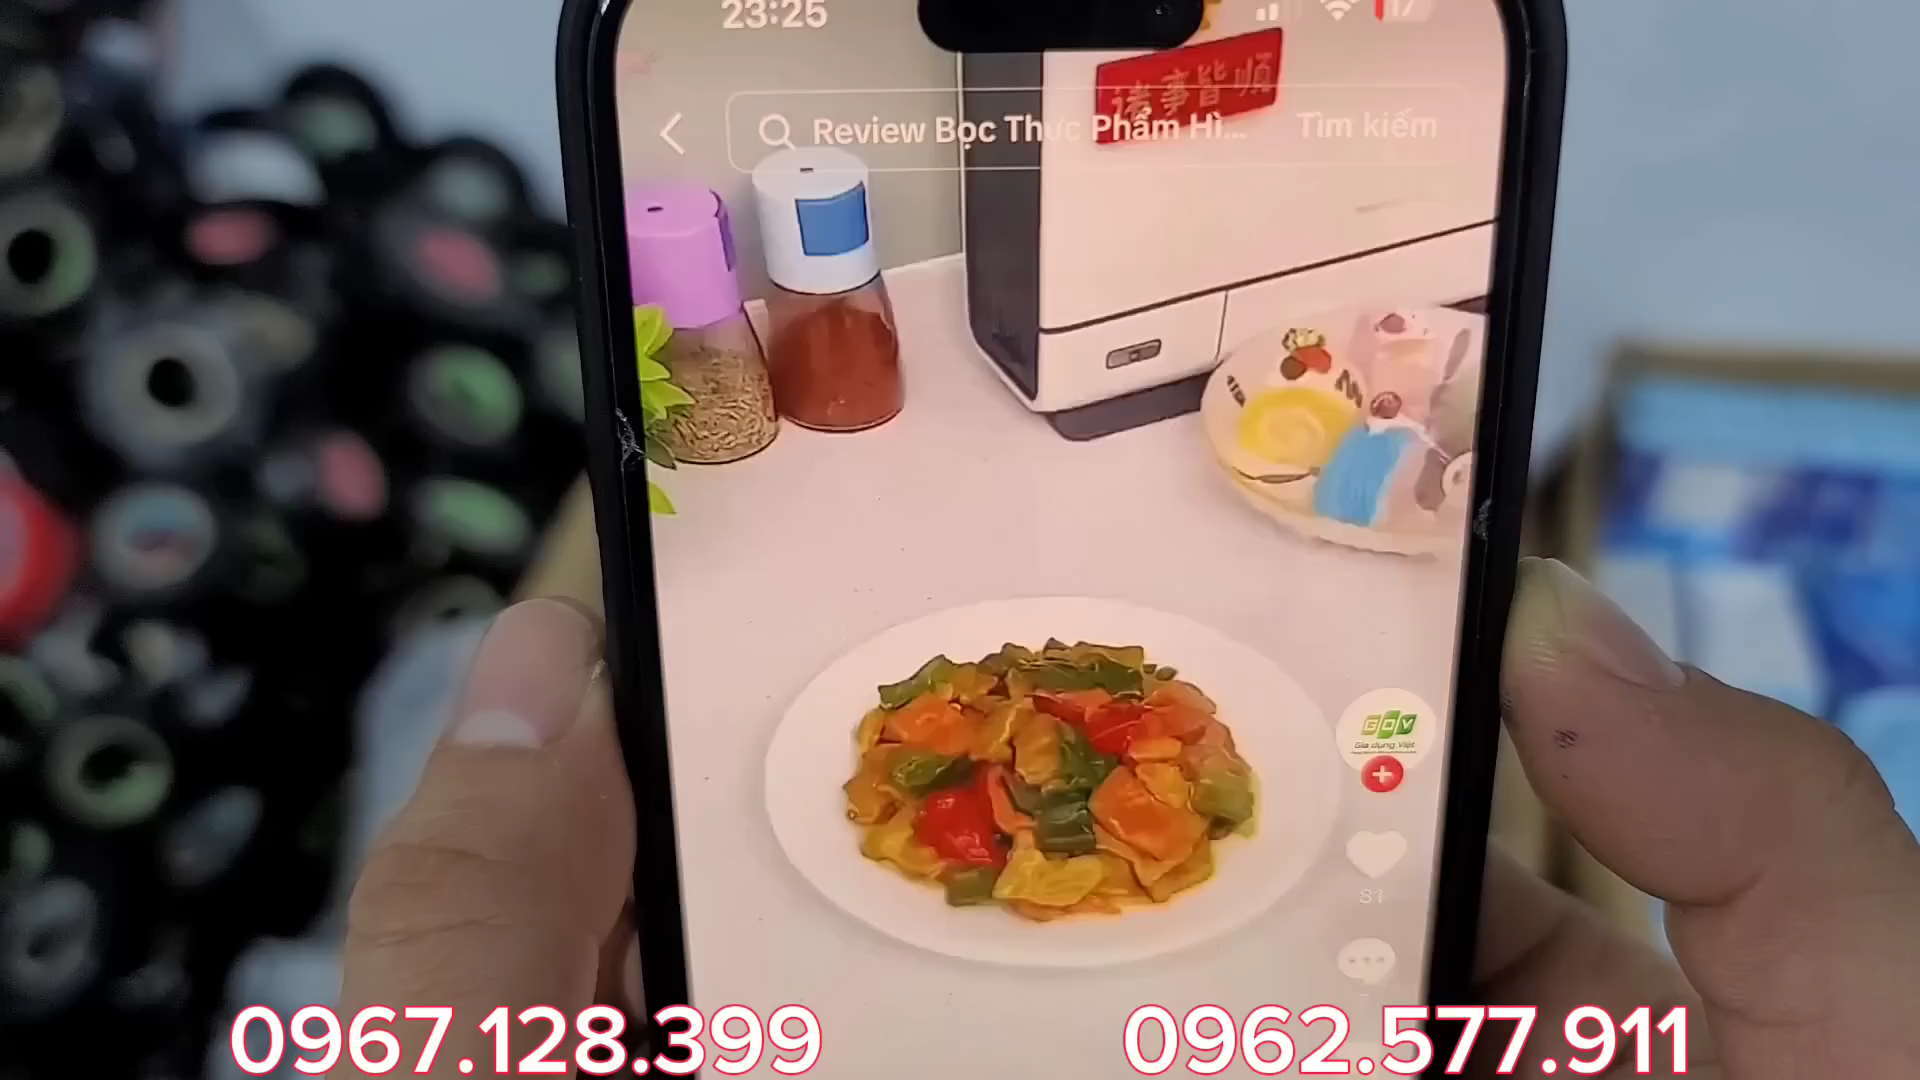 23:25
17
诸事皆顺
Review Bọc Thực Phẩm Hì...
Tìm kiếm
GDV
Gia dụng Việt
81
0967.128.399
0962.577.911